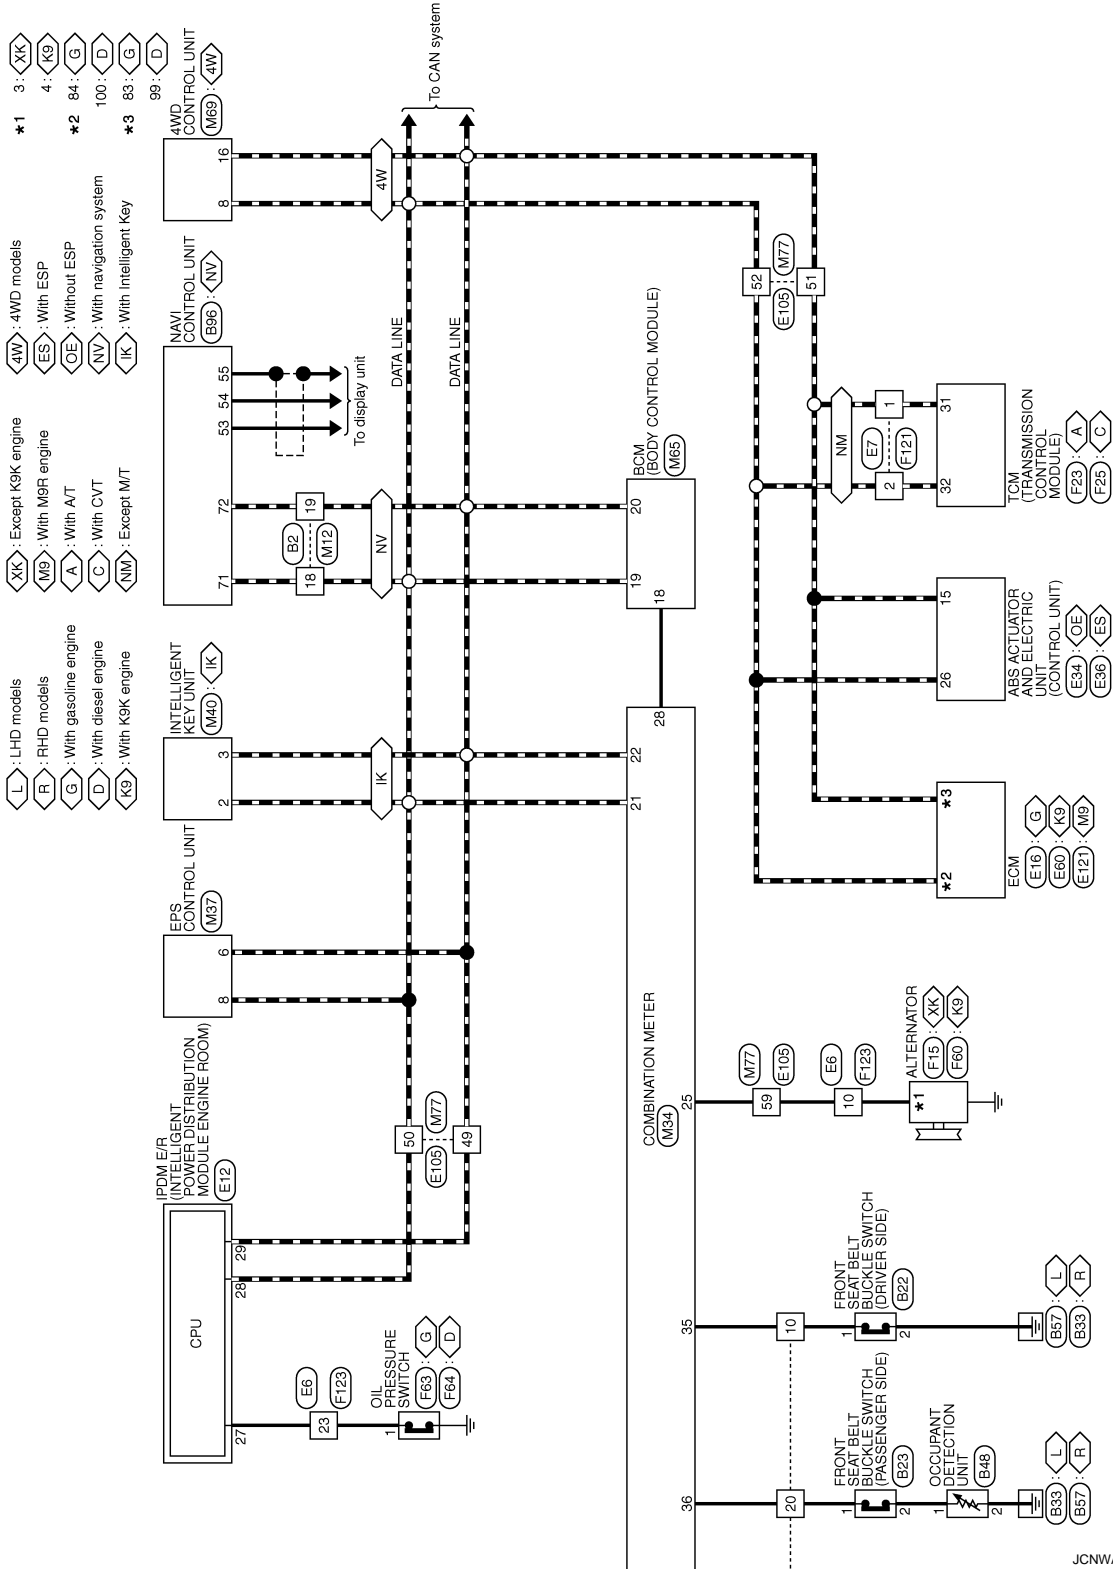 L : LHD models
R : RHD models
G : With gasoline engine
D : With diesel engine
K9 : With K9K engine
XK : Except K9K engine
M9 : With M9R engine
A : With A/T
C : With CVT
NM : Except M/T
4W : 4WD models
ES : With ESP
OE : Without ESP
NV : With navigation system
IK : With Intelligent Key
*1 3 : XK
4 : K9
*2 84 : G
100 : D
*3 83 : G
99 : D
IPDM E/R
(INTELLIGENT
POWER DISTRIBUTION
MODULE ENGINE ROOM)
E12
CPU
27
28
29
EPS
CONTROL UNIT
M37
8
6
INTELLIGENT
KEY UNIT
M40 : IK
2
3
NAVI
CONTROL UNIT
B96 : NV
71
72
53
54
55
4WD
CONTROL UNIT
M69 : 4W
8
16
E6
23
F123
OIL
PRESSURE
SWITCH
F63 : G
F64 : D
1
IK
B2
18
19
M12
NV
To display unit
4W
DATA LINE
DATA LINE
To CAN system
50
49
M77
E105
COMBINATION METER
M34
21
22
28
BCM
(BODY CONTROL MODULE)
M65
18
19
20
36
35
25
20
10
M77
59
E105
E6
10
F123
52
51
M77
E105
FRONT
SEAT BELT
BUCKLE SWITCH
(PASSENGER SIDE)
B23
1
2
OCCUPANT
DETECTION
UNIT
B48
1
2
B33 : L
B57 : R
FRONT
SEAT BELT
BUCKLE SWITCH
(DRIVER SIDE)
B22
1
2
B57 : L
B33 : R
ALTERNATOR
F15 : XK
F60 : K9
*1
*2
*3
ECM
E16 : G
E60 : K9
E121 : M9
26
15
ABS ACTUATOR
AND ELECTRIC
UNIT
(CONTROL UNIT)
E34 : OE
E36 : ES
NM
E7
2
1
F121
32
31
TCM
(TRANSMISSION
CONTROL
MODULE)
F23 : A
F25 : C